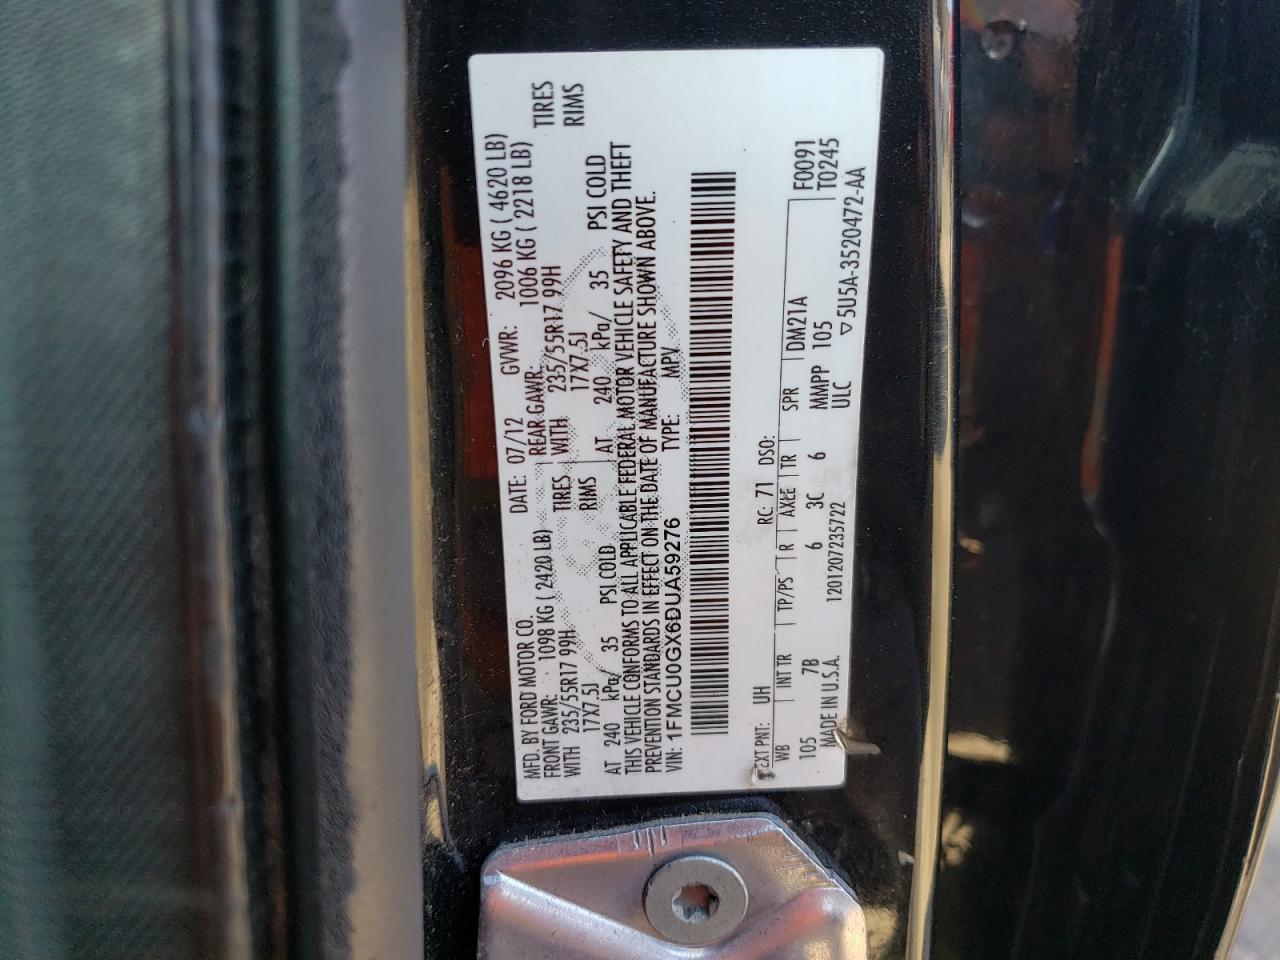 MFD. BY FORD MOTOR CO. DATE: 07/12 GVWR: 2096 KG ( 4620 LB)
FRONT GAWR: 1098 KG ( 2420 LB) REAR GAWR: 1006 KG ( 2218 LB)
WITH 235/55R17 99H TIRES WITH 235/55R17 99H TIRES
17X7.5J RIMS 17X7.5J RIMS
AT 240 kPa/ 35 PSI COLD AT 240 kPa/ 35 PSI COLD
THIS VEHICLE CONFORMS TO ALL APPLICABLE FEDERAL MOTOR VEHICLE SAFETY AND THEFT
PREVENTION STANDARDS IN EFFECT ON THE DATE OF MANUFACTURE SHOWN ABOVE.
VIN: 1FMCU0GX6DUA59276 TYPE: MPV
EXT PNT: UH RC: 71 DSO:
WB INT TR TP/PS R AXLE TR SPR DM21A F0091
105 7B 6 3C 6 MMPP 105 T0245
MADE IN U.S.A. 1201207235722 ULC ▽5U5A-3520472-AA